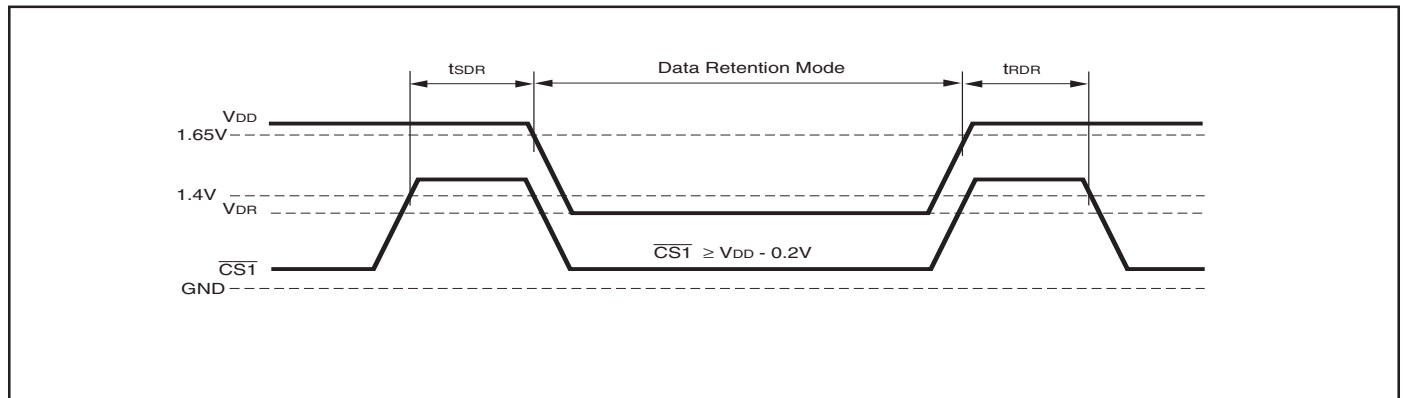 tSDR Data Retention Mode tRDR
VDD
1.65V
1.4V
VDR
CS1 ≥ VDD - 0.2V
CS1
GND